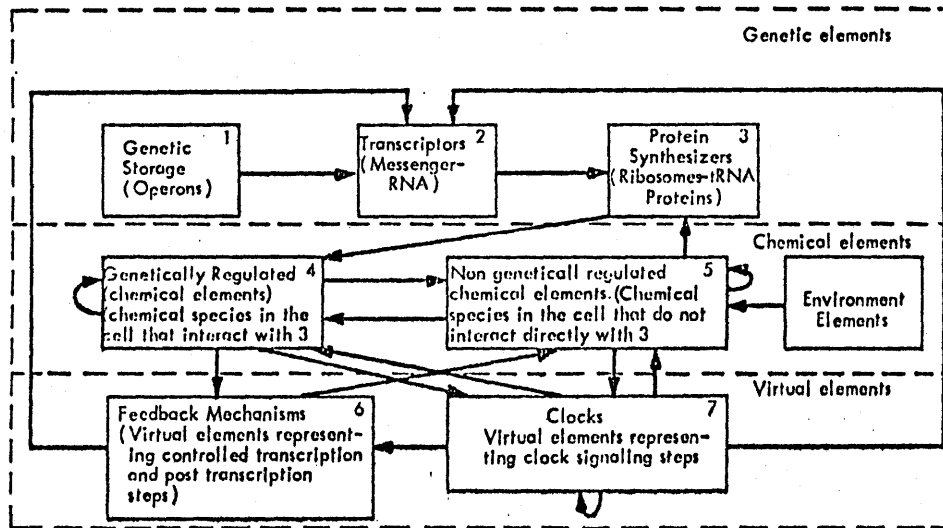 Genetic elements
1
Genetic
Storage
(Operons)
2
Transcriptors
(Messenger-
RNA)
Protein 3
Synthesizers
(Ribosomes-tRNA
Proteins)
Chemical elements
Genetically Regulated 4
(chemical elements)
(chemical species in the
cell that interact with 3
Non geneticall regulated 5
chemical elements.(Chemical
species in the cell that do not
interact directly with 3
Environment
Elements
Virtual elements
Feedback Mechanisms 6
(Virtual elements represent-
ing controlled transcription
and post transcription
steps)
Clocks 7
Virtual elements represen-
ting clock signaling steps